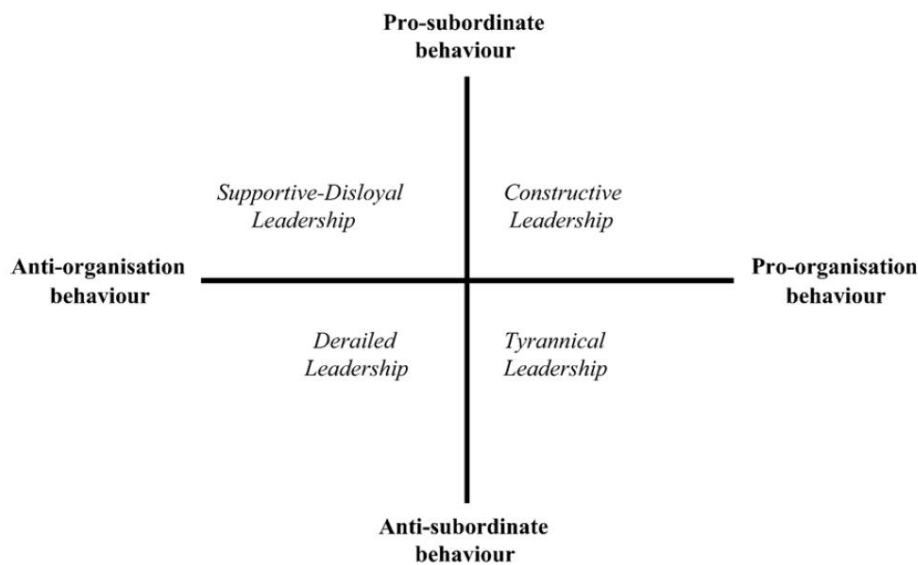 Pro-subordinate
behaviour
Supportive-Disloyal
Leadership
Constructive
Leadership
Anti-organisation
behaviour
Pro-organisation
behaviour
Derailed
Leadership
Tyrannical
Leadership
Anti-subordinate
behaviour